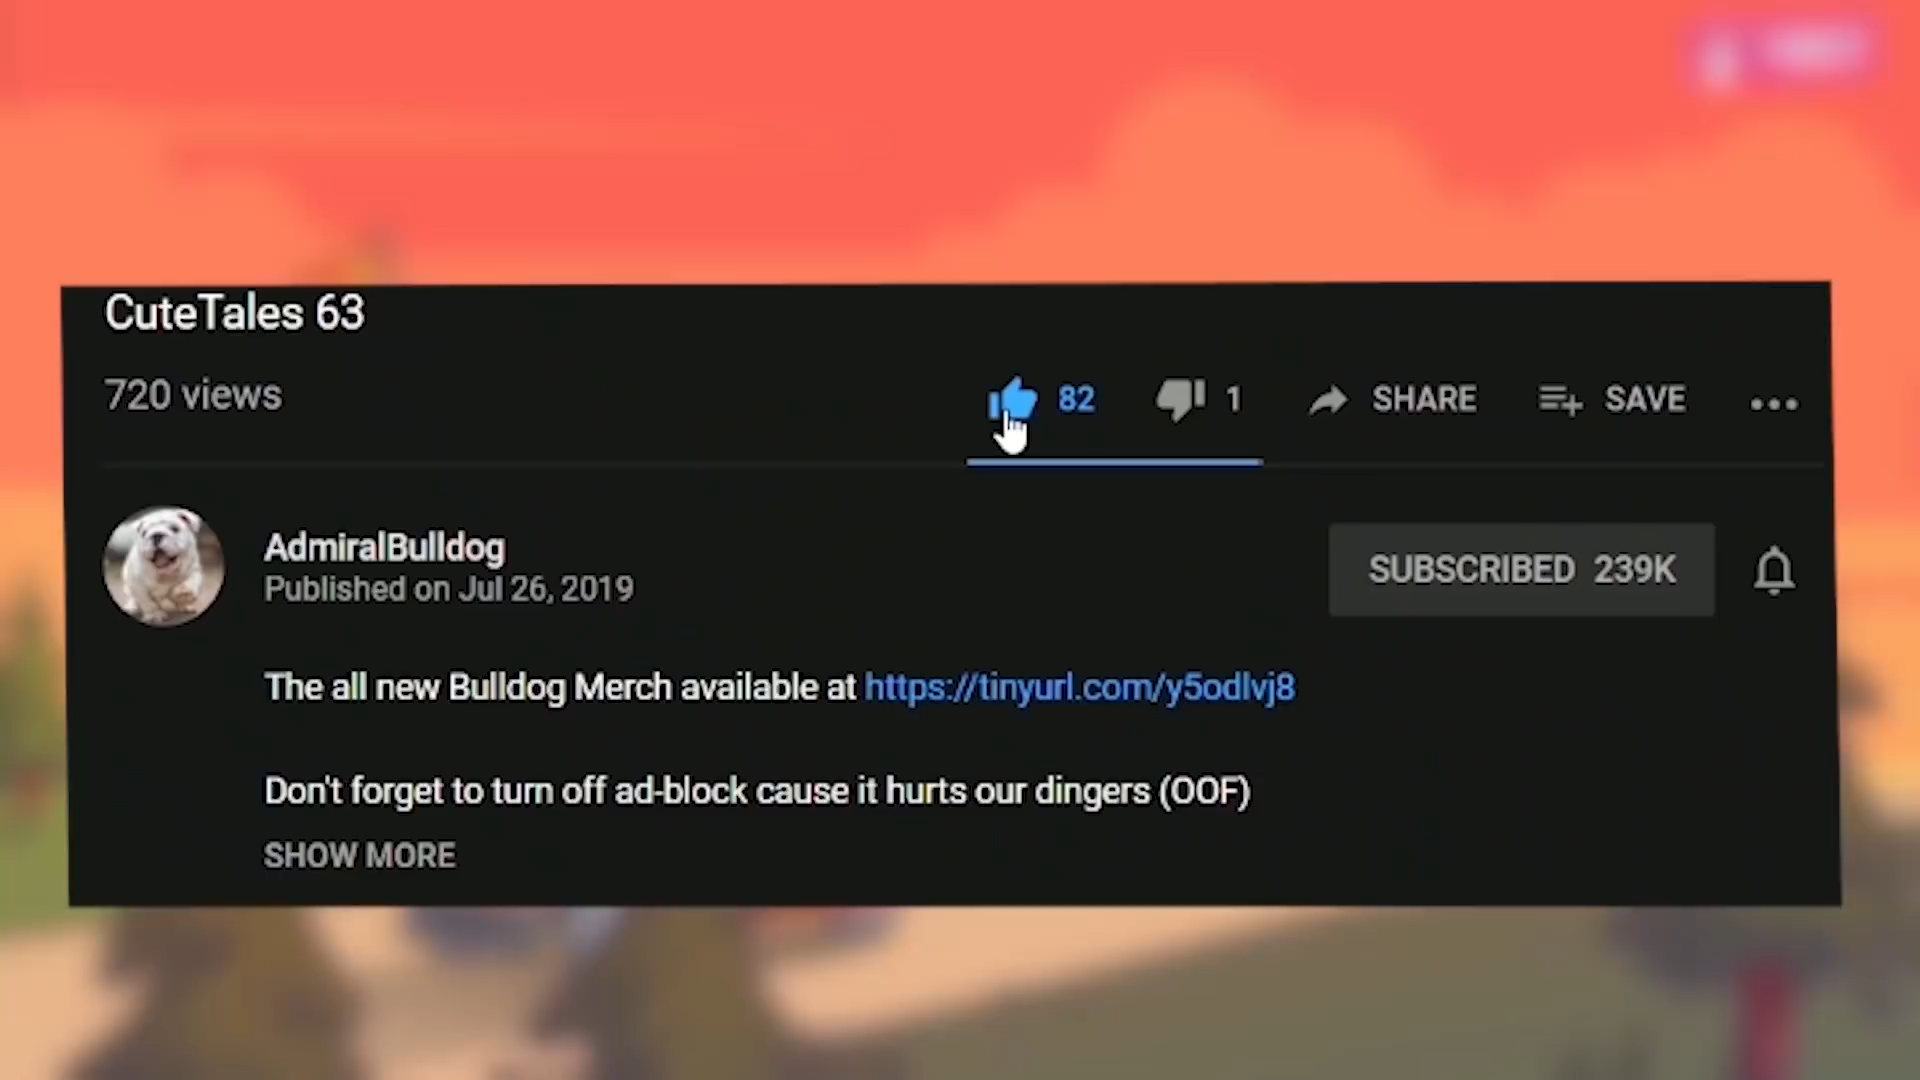 CuteTales 63
720 views
82 1 SHARE SAVE
AdmiralBulldog
Published on Jul 26, 2019
SUBSCRIBED 239K
The all new Bulldog Merch available at https://tinyurl.com/y5odlvj8
Don't forget to turn off ad-block cause it hurts our dingers (OOF)
SHOW MORE